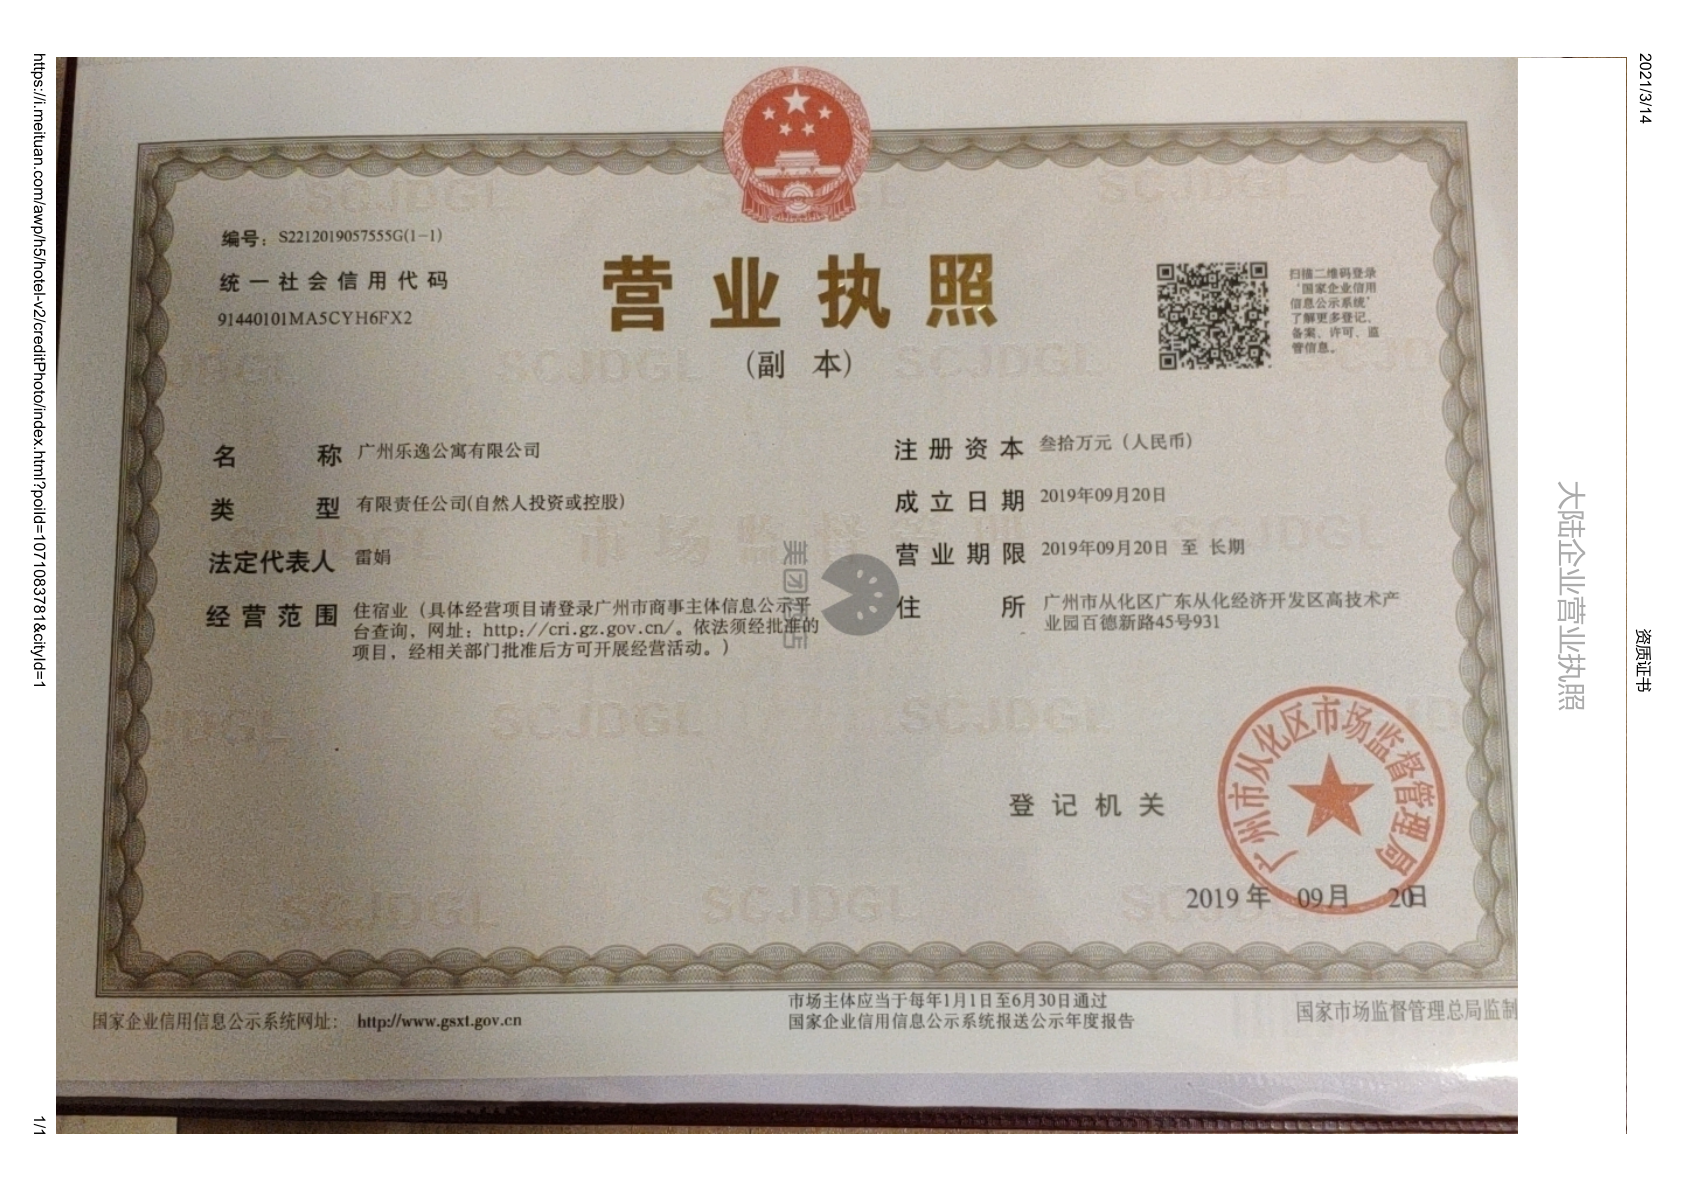 2021/3/14
资质证书
大陆企业营业执照
编号：S2212019057555G(1-1)
统一社会信用代码
91440101MA5CYH6FX2
营业执照
（副 本）
扫描二维码登录
‘国家企业信用
信息公示系统’
了解更多登记、
备案、许可、监
管信息。
名 称 广州乐逸公寓有限公司
类 型 有限责任公司(自然人投资或控股)
法定代表人 雷娟
经营范围 住宿业（具体经营项目请登录广州市商事主体信息公示平
台查询，网址：http://cri.gz.gov.cn/。依法须经批准的
项目，经相关部门批准后方可开展经营活动。）
注册资本 叁拾万元（人民币）
成立日期 2019年09月20日
营业期限 2019年09月20日 至 长期
住 所 广州市从化区广东从化经济开发区高技术产
业园百德新路45号931
美团酒店
登记机关
广州市从化区市场监督管理局
2019年 09月 20日
国家企业信用信息公示系统网址： http://www.gsxt.gov.cn
市场主体应当于每年1月1日至6月30日通过
国家企业信用信息公示系统报送公示年度报告
国家市场监督管理总局监制
SCJDGL
市场监督管理
https://i.meituan.com/awp/h5/hotel-v2/creditPhoto/index.html?poiId=1071083781&cityId=1
1/1